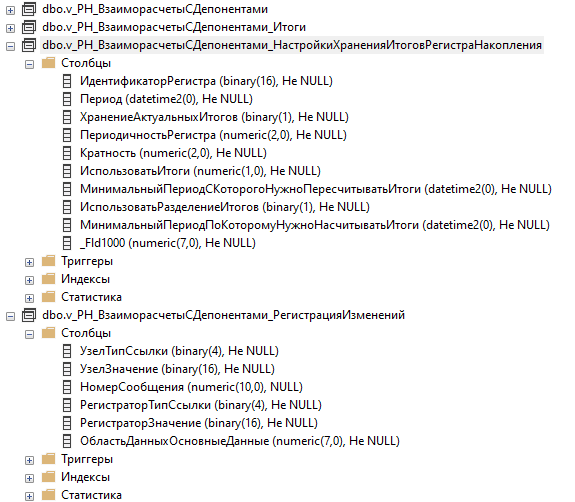 dbo.v_РН_ВзаиморасчетыСДепонентами
dbo.v_РН_ВзаиморасчетыСДепонентами_Итоги
dbo.v_РН_ВзаиморасчетыСДепонентами_НастройкиХраненияИтоговРегистраНакопления
Столбцы
ИдентификаторРегистра (binary(16), Не NULL)
Период (datetime2(0), Не NULL)
ХранениеАктуальныхИтогов (binary(1), Не NULL)
ПериодичностьРегистра (numeric(2,0), Не NULL)
Кратность (numeric(2,0), Не NULL)
ИспользоватьИтоги (numeric(1,0), Не NULL)
МинимальныйПериодСКоторогоНужноПересчитыватьИтоги (datetime2(0), Не NULL)
ИспользоватьРазделениеИтогов (binary(1), Не NULL)
МинимальныйПериодПоКоторомуНужноНасчитыватьИтоги (datetime2(0), Не NULL)
_Fld1000 (numeric(7,0), Не NULL)
Триггеры
Индексы
Статистика
dbo.v_РН_ВзаиморасчетыСДепонентами_РегистрацияИзменений
Столбцы
УзелТипСсылки (binary(4), Не NULL)
УзелЗначение (binary(16), Не NULL)
НомерСообщения (numeric(10,0), NULL)
РегистраторТипСсылки (binary(4), Не NULL)
РегистраторЗначение (binary(16), Не NULL)
ОбластьДанныхОсновныеДанные (numeric(7,0), Не NULL)
Триггеры
Индексы
Статистика